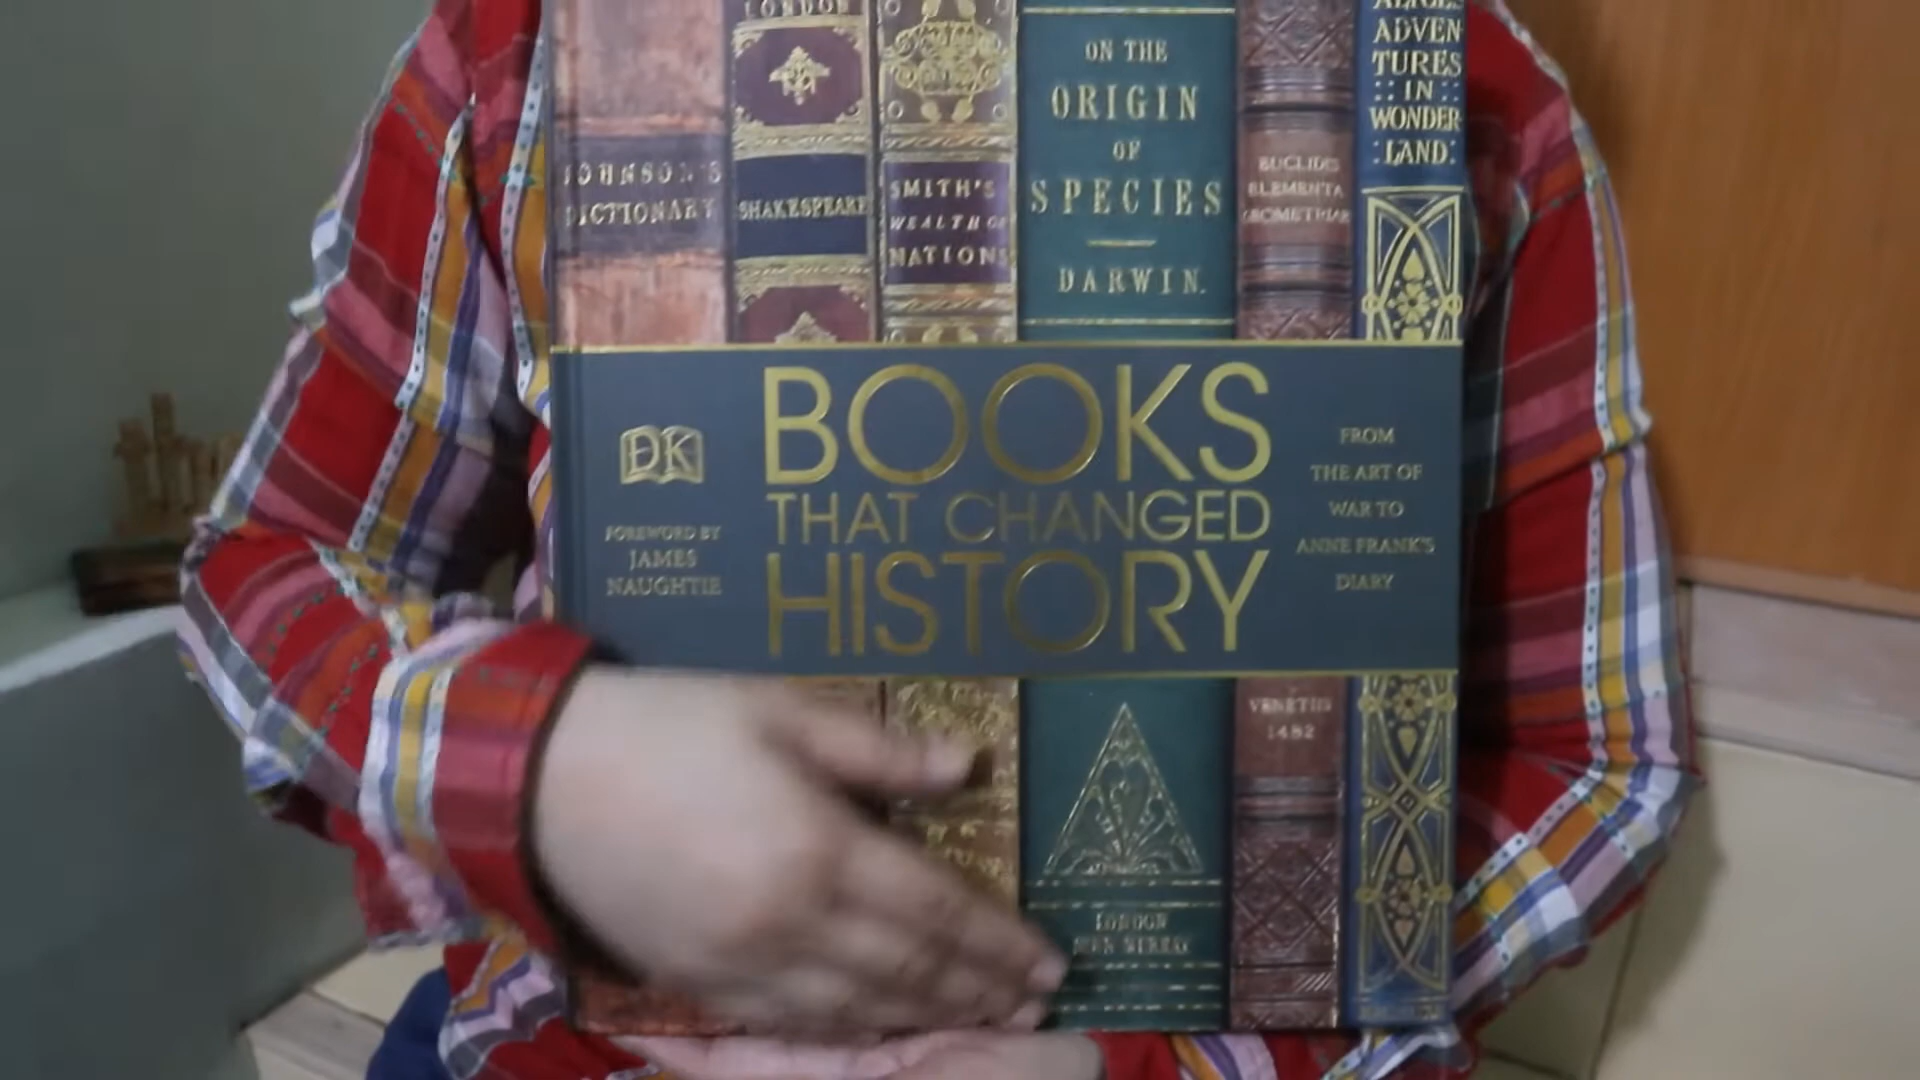 JOHNSON'S
DICTIONARY
LONDON
SHAKESPEARE
SMITH'S
WEALTH OF
NATIONS
ON THE
ORIGIN
OF
SPECIES
DARWIN.
EUCLIDIS
ELEMENTA
GEOMETRIAE
ALICE'S
ADVEN
TURES
:: IN ::
WONDER
:LAND:
DK
FOREWORD BY
JAMES
NAUGHTIE
BOOKS
THAT CHANGED
HISTORY
FROM
THE ART OF
WAR TO
ANNE FRANK'S
DIARY
LONDON
VENETIIS
1482